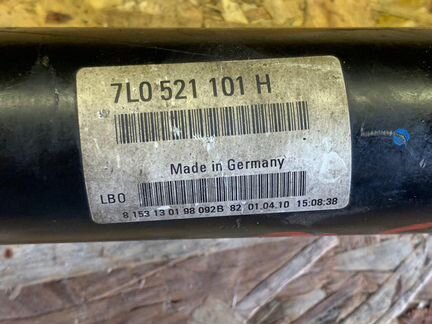 7L0 521 101 H
Made in Germany
LBO
8 153 13 01 98 092B 82 01.04.10 15:08:38